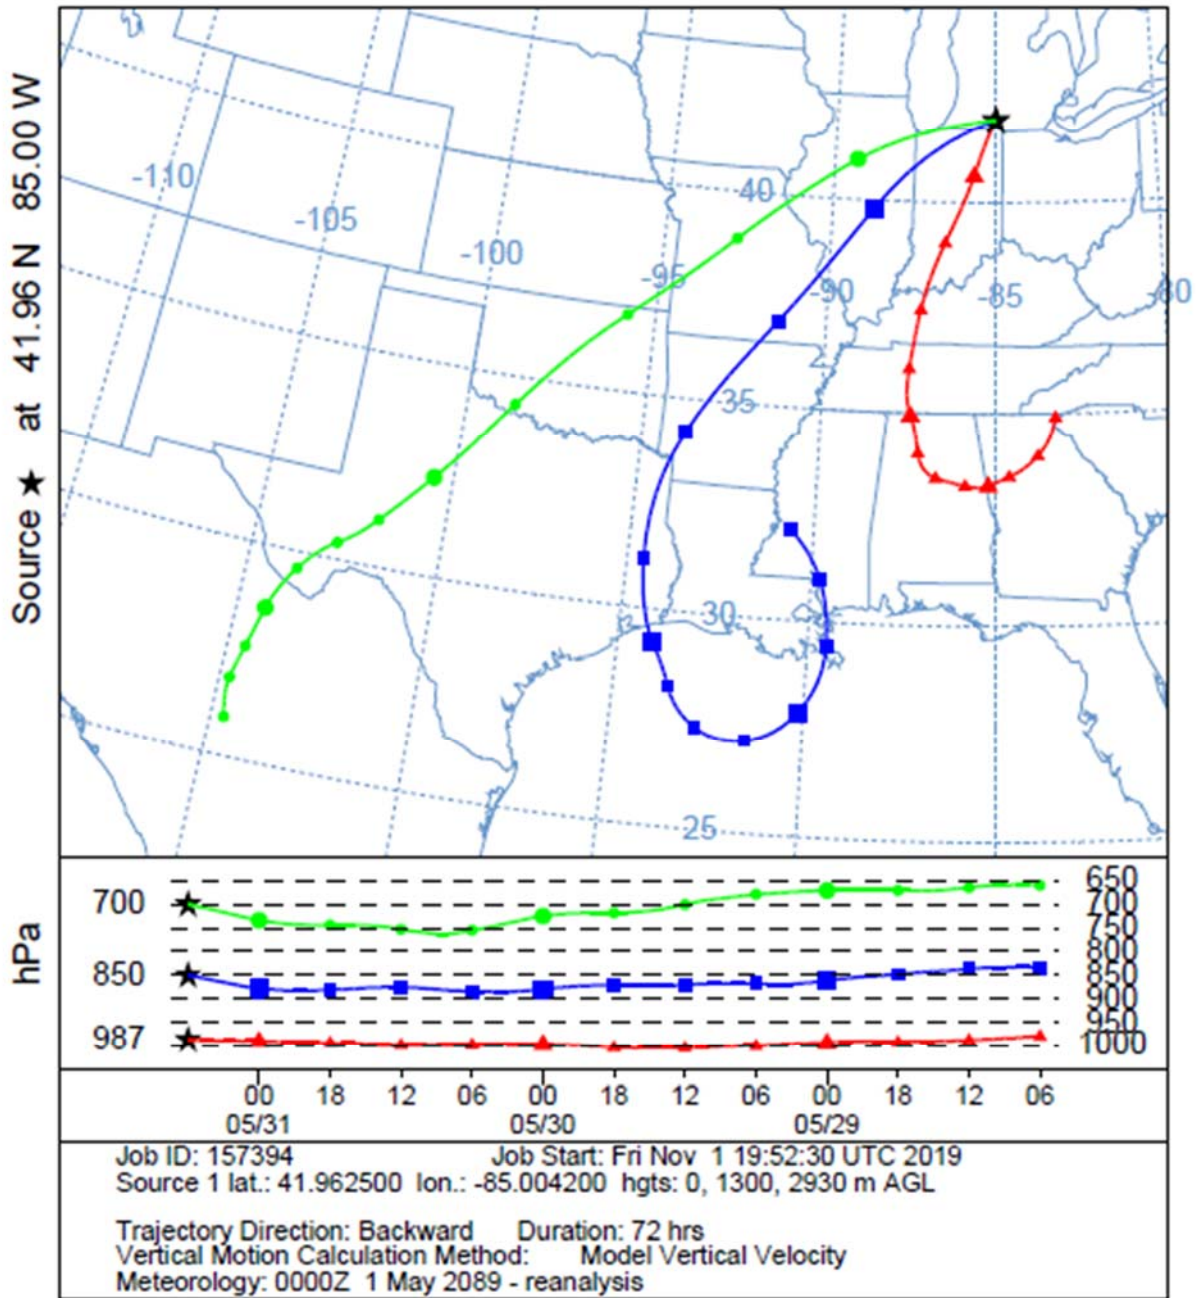 Source ★ at 41.96 N 85.00 W
-110
-105
-100
-95
-90
-85
-80
40
35
30
25
hPa
700
850
987
650
700
750
800
850
900
950
1000
00 18 12 06 00 18 12 06 00 18 12 06
05/31 05/30 05/29
Job ID: 157394 Job Start: Fri Nov 1 19:52:30 UTC 2019
Source 1 lat.: 41.962500 lon.: -85.004200 hgts: 0, 1300, 2930 m AGL
Trajectory Direction: Backward Duration: 72 hrs
Vertical Motion Calculation Method: Model Vertical Velocity
Meteorology: 0000Z 1 May 2089 - reanalysis